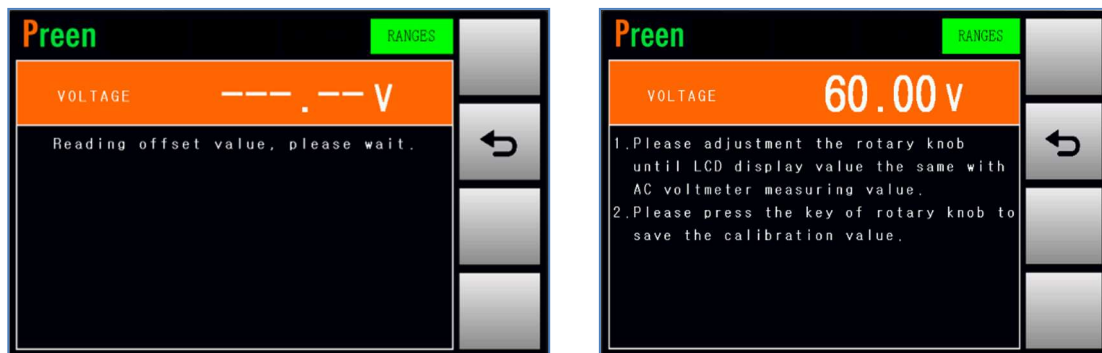 Preen
RANGES
VOLTAGE ---.-- V
Reading offset value, please wait.
Preen
RANGES
VOLTAGE 60.00 V
1.Please adjustment the rotary knob
until LCD display value the same with
AC voltmeter measuring value.
2.Please press the key of rotary knob to
save the calibration value.